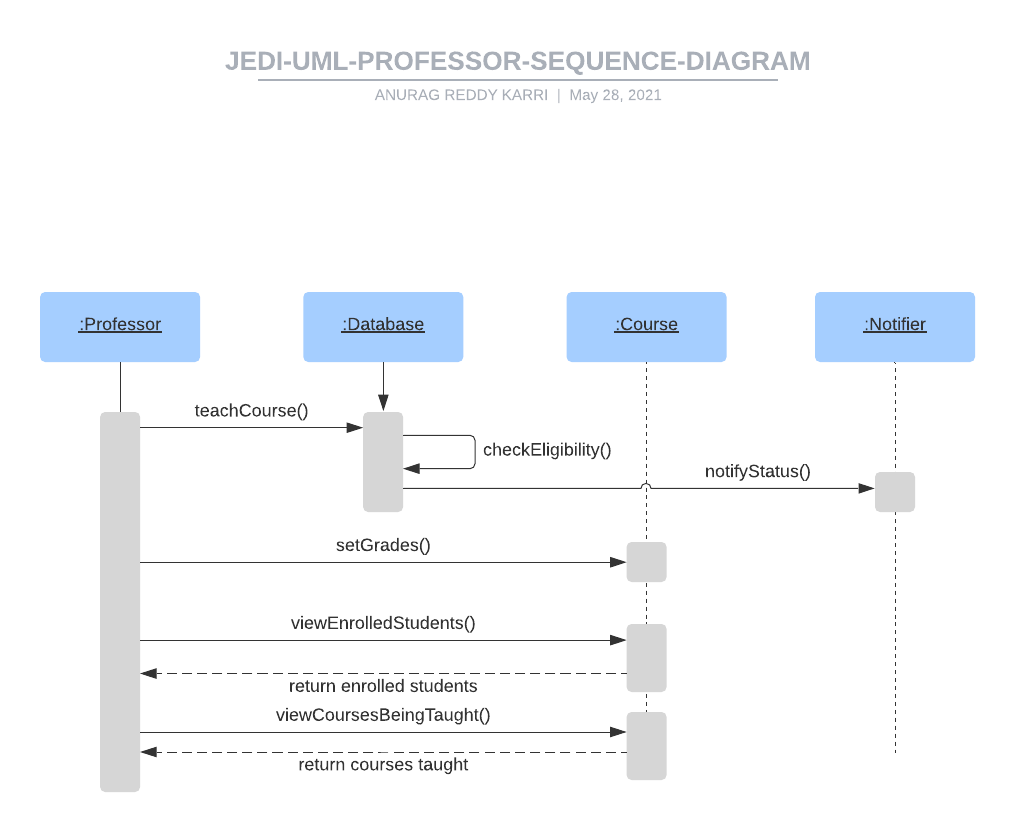 JEDI-UML-PROFESSOR-SEQUENCE-DIAGRAM
ANURAG REDDY KARRI | May 28, 2021
:Professor
:Database
:Course
:Notifier
teachCourse()
checkEligibility()
notifyStatus()
setGrades()
viewEnrolledStudents()
return enrolled students
viewCoursesBeingTaught()
return courses taught